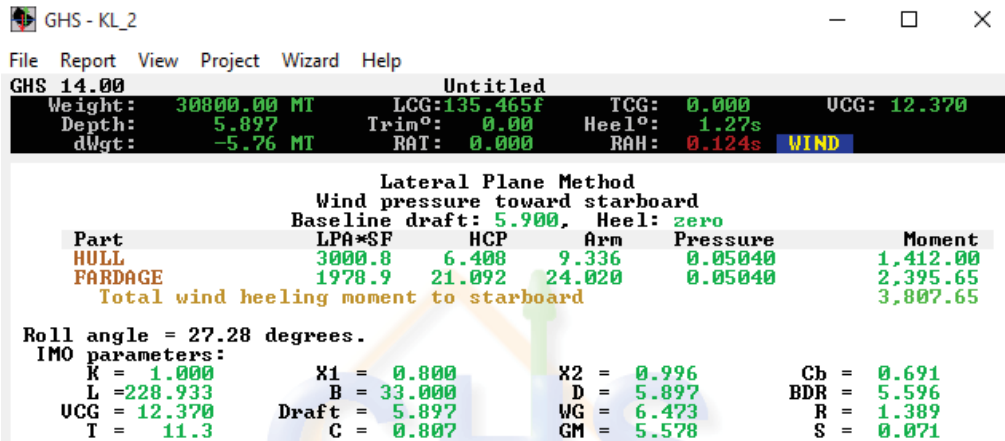 GHS - KL_2
File Report View Project Wizard Help
GHS 14.00 Untitled
Weight: 30800.00 MT LCG:135.465f TCG: 0.000 VCG: 12.370
Depth: 5.897 Trimº: 0.00 Heelº: 1.27s
dWgt: -5.76 MT RAT: 0.000 RAH: 0.124s WIND
Lateral Plane Method
Wind pressure toward starboard
Baseline draft: 5.900, Heel: zero
Part LPA*SF HCP Arm Pressure Moment
HULL 3000.8 6.408 9.336 0.05040 1,412.00
FARDAGE 1978.9 21.092 24.020 0.05040 2,395.65
Total wind heeling moment to starboard 3,807.65
Roll angle = 27.28 degrees.
IMO parameters:
K = 1.000 X1 = 0.800 X2 = 0.996 Cb = 0.691
L =228.933 B = 33.000 D = 5.897 BDR = 5.596
VCG = 12.370 Draft = 5.897 WG = 6.473 R = 1.389
T = 11.3 C = 0.807 GM = 5.578 S = 0.071